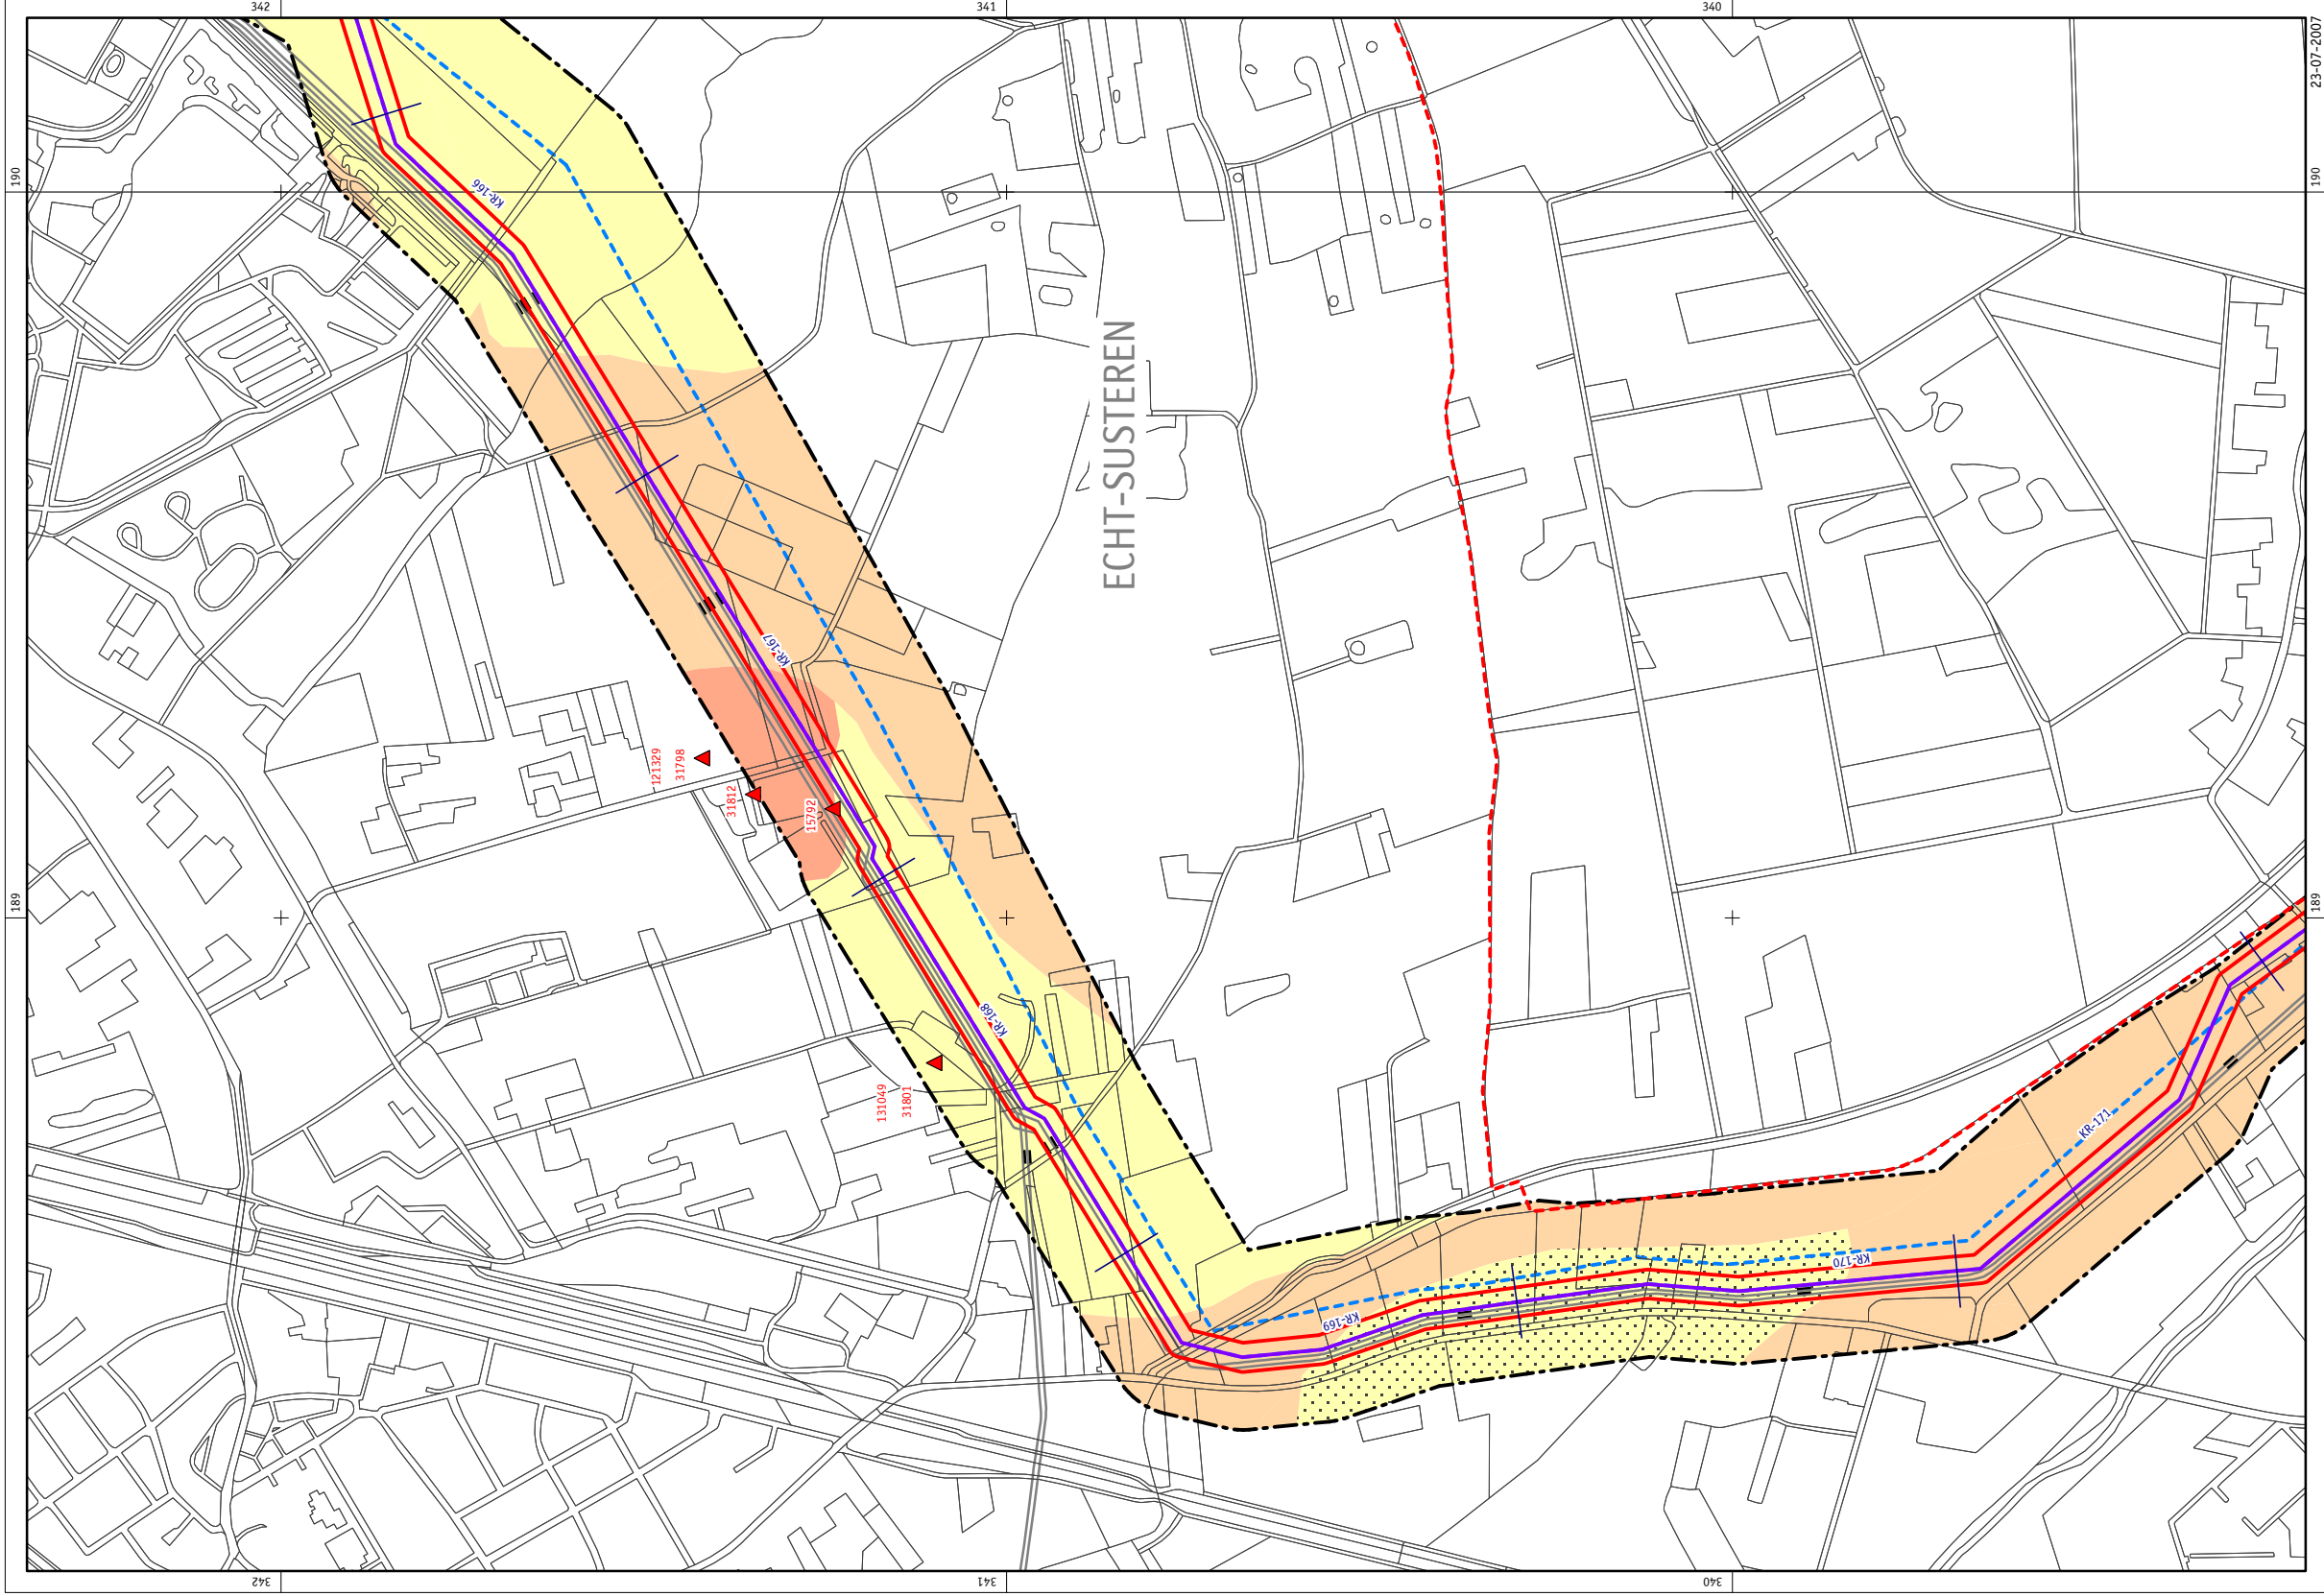 342
341
340
23-07-2007
190
190
KR-166
ECHT-SUSTEREN
KR-167
121329
31798
31812
15792
189
189
KR-168
131049
31801
KR-171
KR-170
KR-169
342
341
340